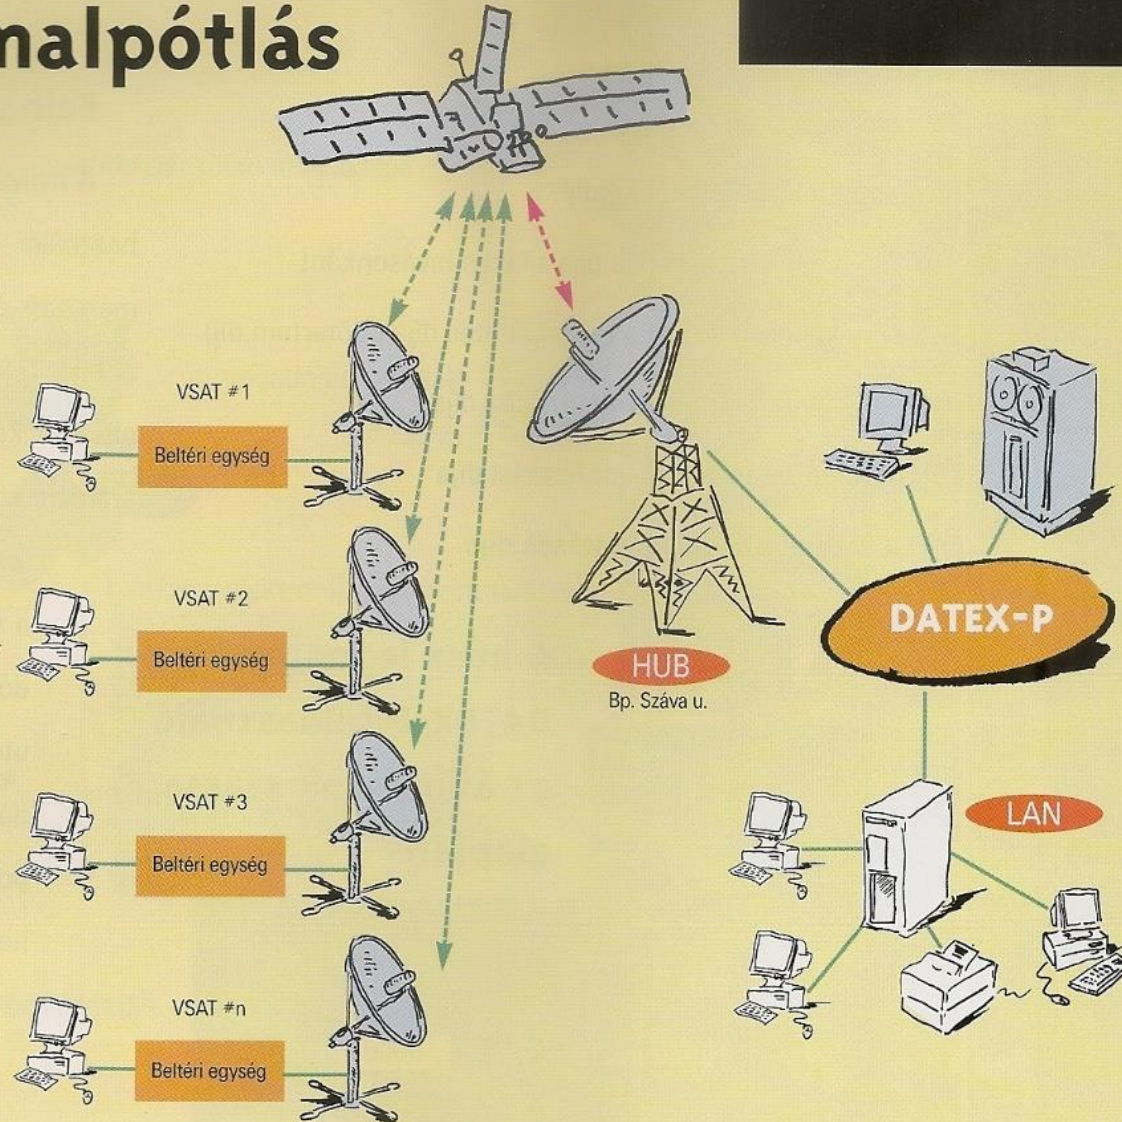 nalpótlás
VSAT #1
Beltéri egység
VSAT #2
Beltéri egység
VSAT #3
Beltéri egység
VSAT #n
Beltéri egység
HUB
Bp. Száva u.
DATEX-P
LAN